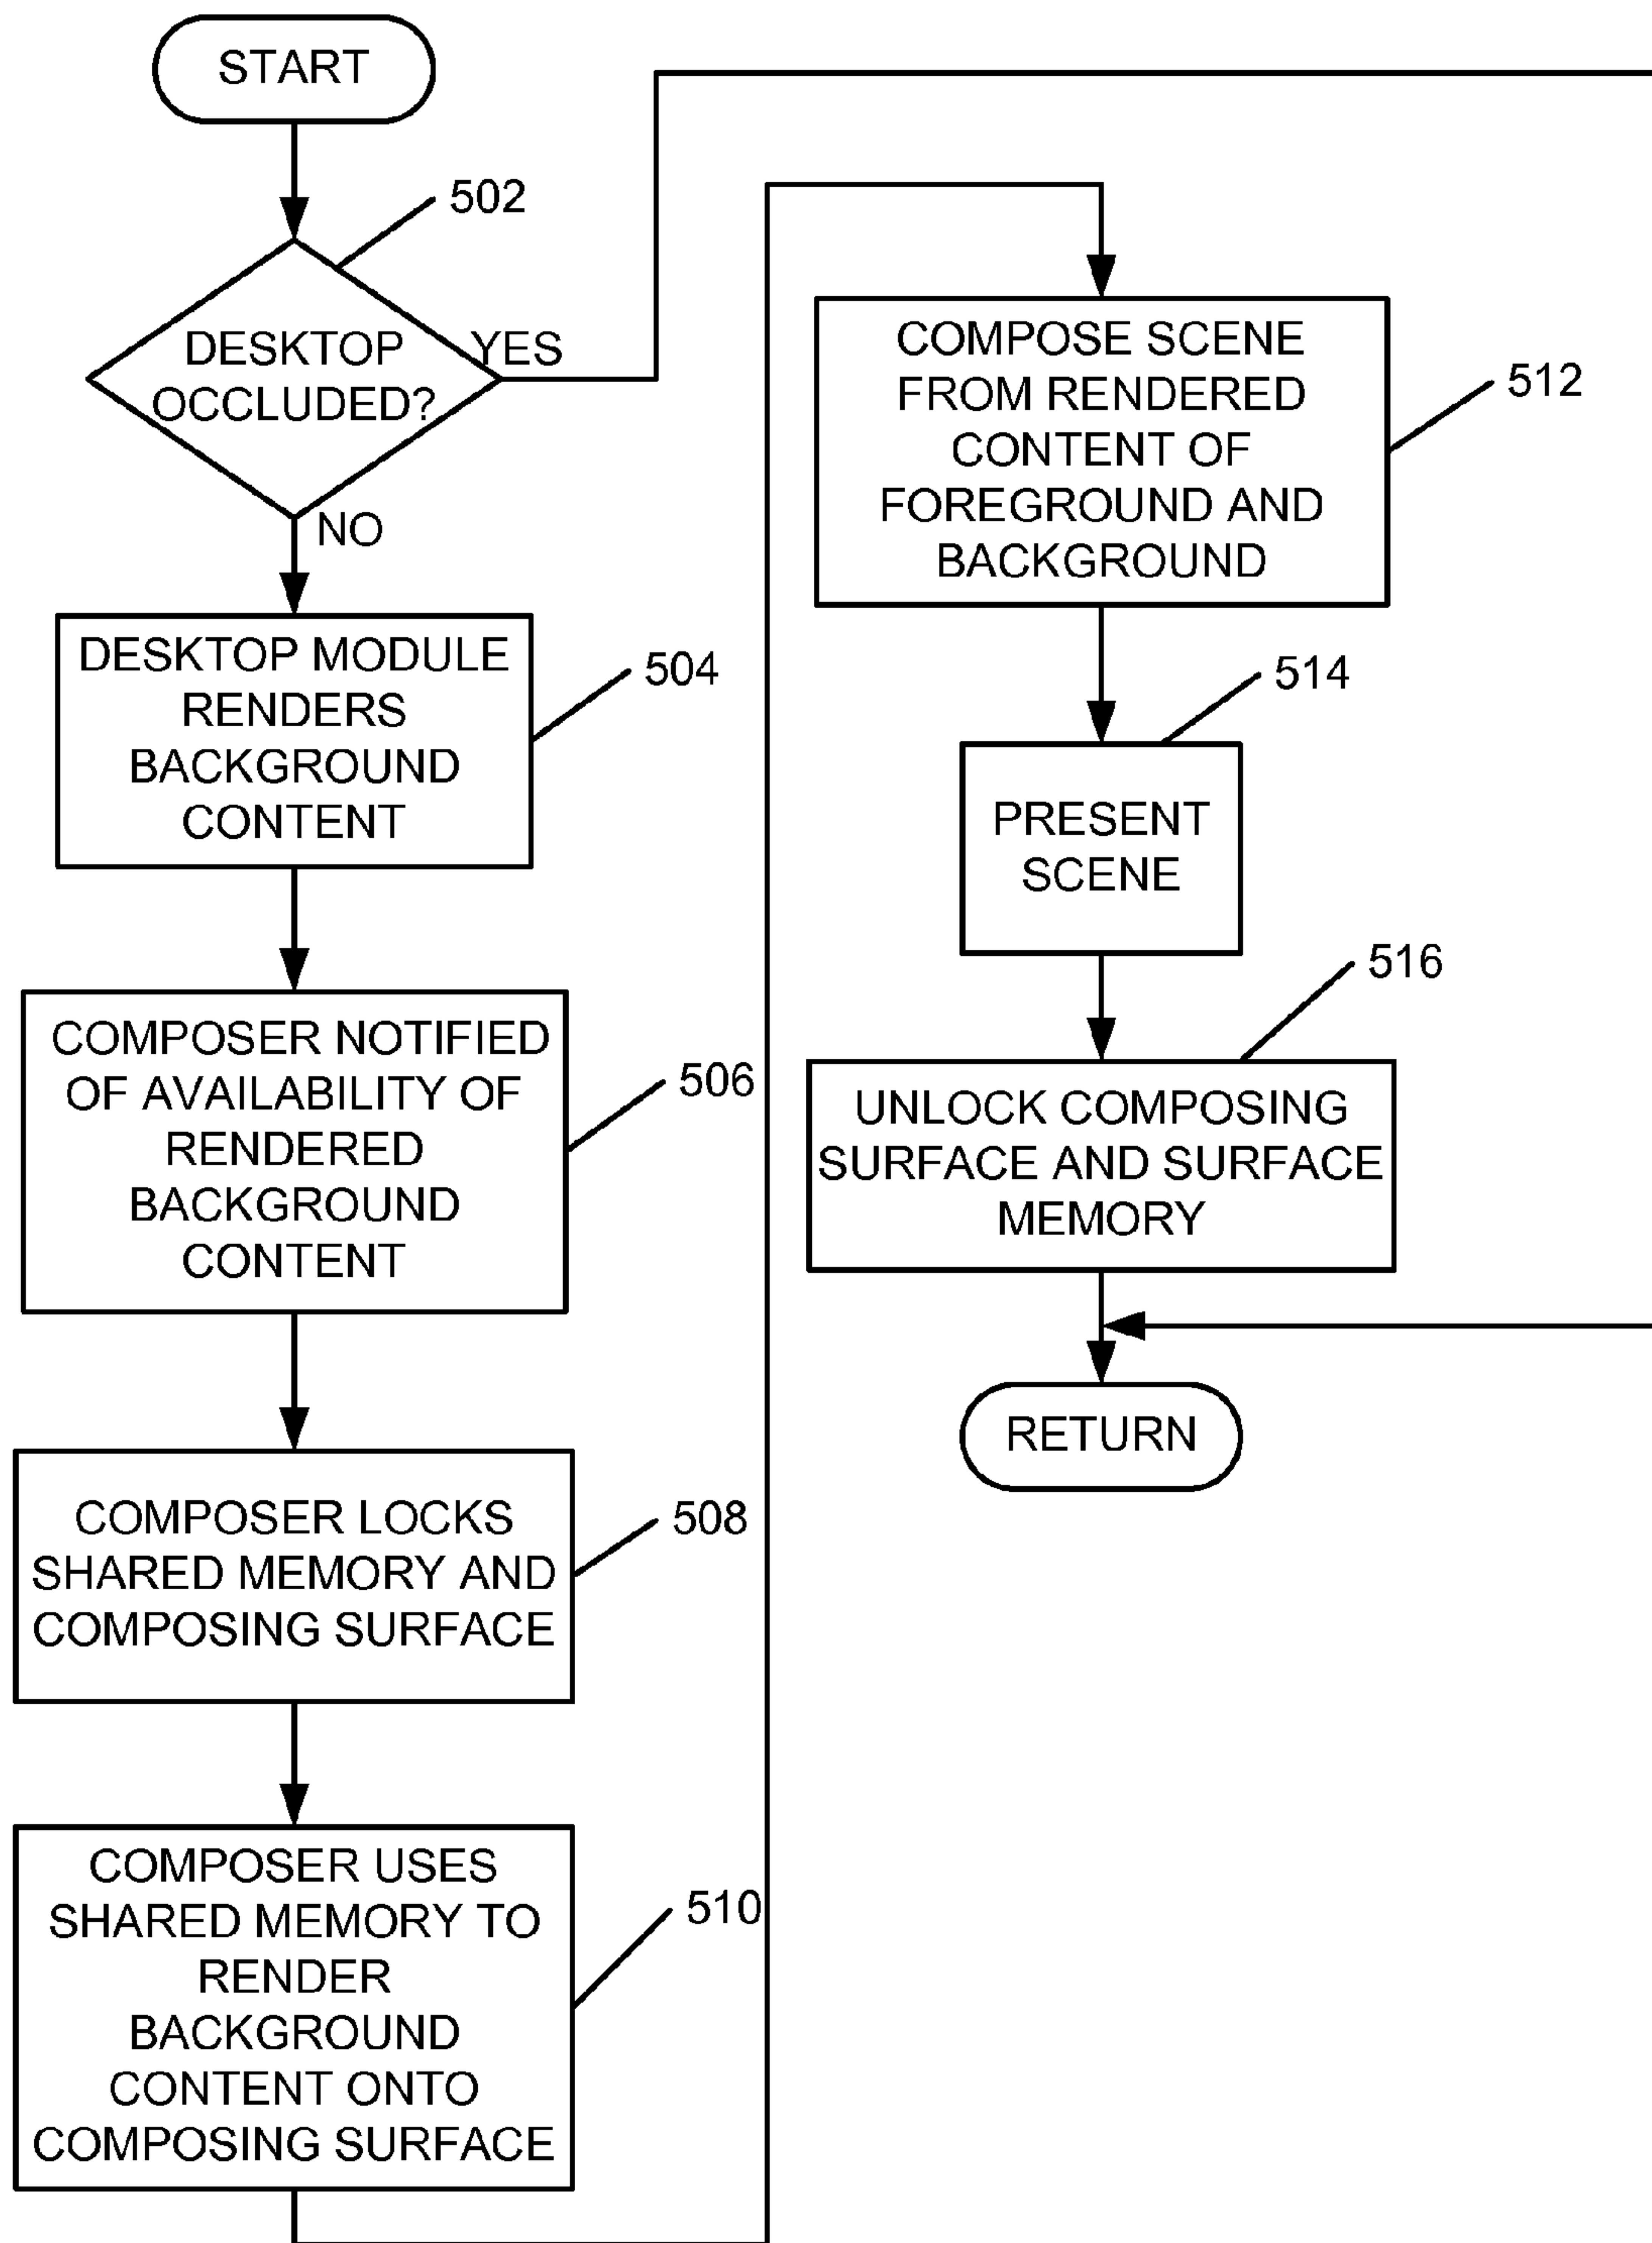 START
502
DESKTOP
OCCLUDED?
YES
NO
DESKTOP MODULE
RENDERS
BACKGROUND
CONTENT
504
COMPOSER NOTIFIED
OF AVAILABILITY OF
RENDERED
BACKGROUND
CONTENT
506
COMPOSER LOCKS
SHARED MEMORY AND
COMPOSING SURFACE
508
COMPOSER USES
SHARED MEMORY TO
RENDER
BACKGROUND
CONTENT ONTO
COMPOSING SURFACE
510
COMPOSE SCENE
FROM RENDERED
CONTENT OF
FOREGROUND AND
BACKGROUND
512
514
PRESENT
SCENE
516
UNLOCK COMPOSING
SURFACE AND SURFACE
MEMORY
RETURN